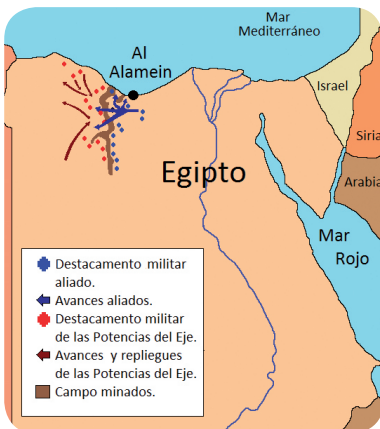 Mar
Mediterráneo
Al
Alamein
Israel
Siria
Egipto
Arabia
Mar
Rojo
Destacamento militar
aliado.
Avances aliados.
Destacamento militar
de las Potencias del Eje.
Avances y repliegues
de las Potencias del Eje.
Campo minados.